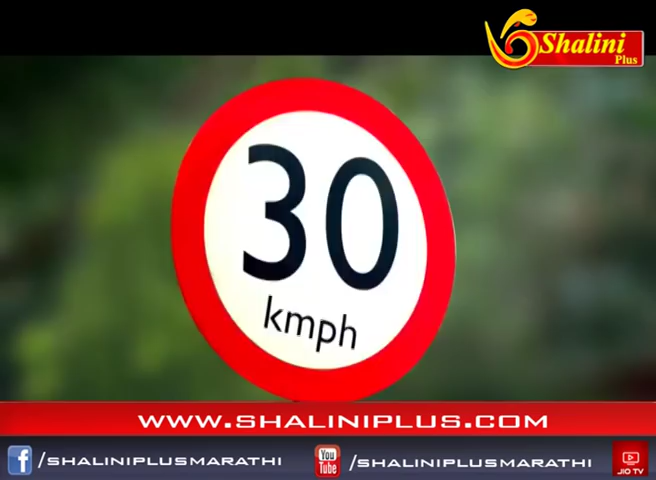 Shalini
Plus
30
kmph
WWW.SHALINIPLUS.COM
f /SHALINIPLUSMARATHI
You Tube /SHALINIPLUSMARATHI
JIO TV